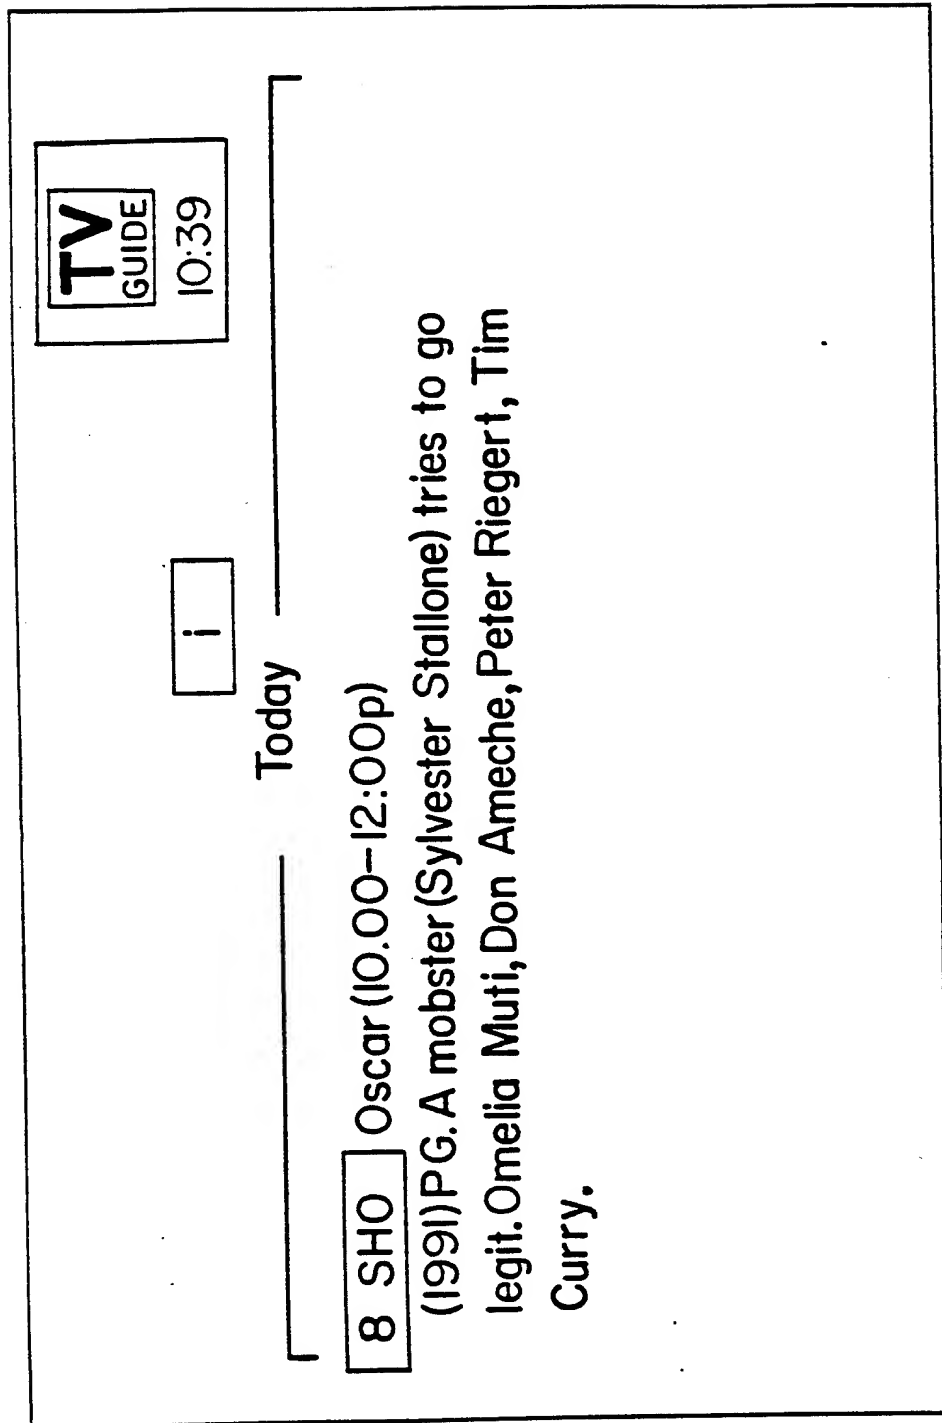 TV
GUIDE
10:39
i
Today
8 SHO Oscar (10.00-12:00p)
(1991) PG. A mobster (Sylvester Stallone) tries to go
legit. Omelia Muti, Don Ameche, Peter Riegert, Tim
Curry.